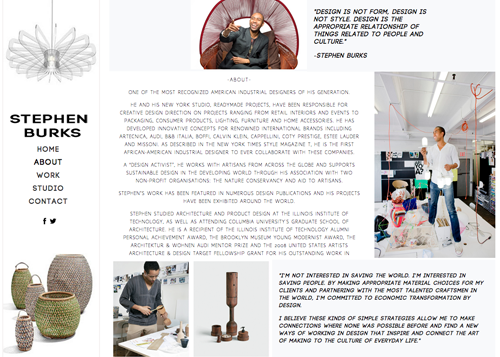 "DESIGN IS NOT FORM, DESIGN IS
NOT STYLE. DESIGN IS THE
APPROPRIATE RELATIONSHIP OF
THINGS RELATED TO PEOPLE AND
CULTURE."
-STEPHEN BURKS
STEPHEN
BURKS
HOME
ABOUT
WORK
STUDIO
CONTACT
-ABOUT-
ONE OF THE MOST RECOGNIZED AMERICAN INDUSTRIAL DESIGNERS OF HIS GENERATION.
HE AND HIS NEW YORK STUDIO, READYMADE PROJECTS, HAVE BEEN RESPONSIBLE FOR
CREATIVE DESIGN DIRECTION ON PROJECTS RANGING FROM RETAIL INTERIORS AND EVENTS TO
PACKAGING, CONSUMER PRODUCTS, LIGHTING, FURNITURE AND HOME ACCESSORIES. HE HAS
DEVELOPED INNOVATIVE CONCEPTS FOR RENOWNED INTERNATIONAL BRANDS INCLUDING
ARTECNICA, AUDI, B&B ITALIA, BOFFI, CALVIN KLEIN, CAPPELLINI, COTY PRESTIGE, ESTEE LAUDER
AND MISSONI. AS DESCRIBED IN THE NEW YORK TIMES STYLE MAGAZINE T, HE IS THE FIRST
AFRICAN-AMERICAN INDUSTRIAL DESIGNER TO EVER COLLABORATE WITH THESE COMPANIES.
A "DESIGN ACTIVIST", HE WORKS WITH ARTISANS FROM ACROSS THE GLOBE AND SUPPORTS
SUSTAINABLE DESIGN IN THE DEVELOPING WORLD THROUGH HIS ASSOCIATION WITH TWO
NON-PROFIT ORGANISATIONS: THE NATURE CONSERVANCY AND AID TO ARTISANS.
STEPHEN'S WORK HAS BEEN FEATURED IN NUMEROUS DESIGN PUBLICATIONS AND HIS PROJECTS
HAVE BEEN EXHIBITED AROUND THE WORLD.
STEPHEN STUDIED ARCHITECTURE AND PRODUCT DESIGN AT THE ILLINOIS INSTITUTE OF
TECHNOLOGY, AS WELL AS ATTENDING COLUMBIA UNIVERSITY'S GRADUATE SCHOOL OF
ARCHITECTURE. HE IS A RECIPIENT OF THE ILLINOIS INSTITUTE OF TECHNOLOGY ALUMNI
PERSONAL ACHIEVEMENT AWARD, THE BROOKLYN MUSEUM YOUNG MODERNIST AWARD, THE
ARCHITEKTUR & WOHNEN AUDI MENTOR PRIZE AND THE 2008 UNITED STATES ARTISTS
ARCHITECTURE & DESIGN TARGET FELLOWSHIP GRANT FOR HIS OUTSTANDING WORK IN
"I'M NOT INTERESTED IN SAVING THE WORLD. I'M INTERESTED IN
SAVING PEOPLE. BY MAKING APPROPRIATE MATERIAL CHOICES FOR MY
CLIENTS AND PARTNERING WITH THE MOST TALENTED CRAFTSMEN IN
THE WORLD, I'M COMMITTED TO ECONOMIC TRANSFORMATION BY
DESIGN.
I BELIEVE THESE KINDS OF SIMPLE STRATEGIES ALLOW ME TO MAKE
CONNECTIONS WHERE NONE WAS POSSIBLE BEFORE AND FIND A NEW
WAYS OF WORKING IN DESIGN THAT INSPIRE AND CONNECT THE ART
OF MAKING TO THE CULTURE OF EVERYDAY LIFE."